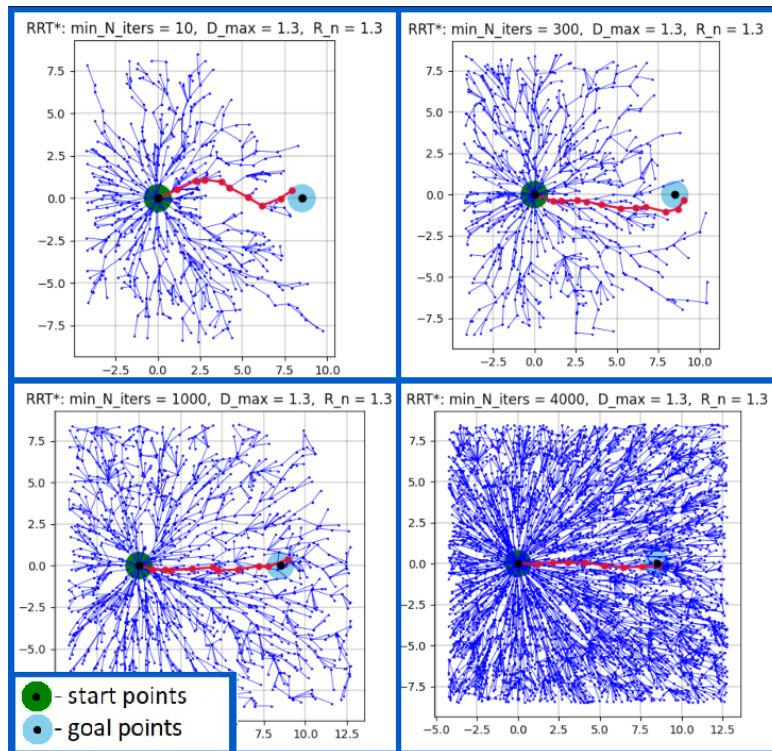 RRT*: min_N_iters = 10, D_max = 1.3, R_n = 1.3
7.5
5.0
2.5
0.0
−2.5
−5.0
−7.5
−2.5 0.0 2.5 5.0 7.5 10.0
RRT*: min_N_iters = 300, D_max = 1.3, R_n = 1.3
7.5
5.0
2.5
0.0
−2.5
−5.0
−7.5
−2.5 0.0 2.5 5.0 7.5 10.0
RRT*: min_N_iters = 1000, D_max = 1.3, R_n = 1.3
7.5
5.0
2.5
0.0
−2.5
−5.0
7.5 10.0 12.5
RRT*: min_N_iters = 4000, D_max = 1.3, R_n = 1.3
7.5
5.0
2.5
0.0
−2.5
−5.0
−7.5
−5.0 −2.5 0.0 2.5 5.0 7.5 10.0 12.5
- start points
- goal points